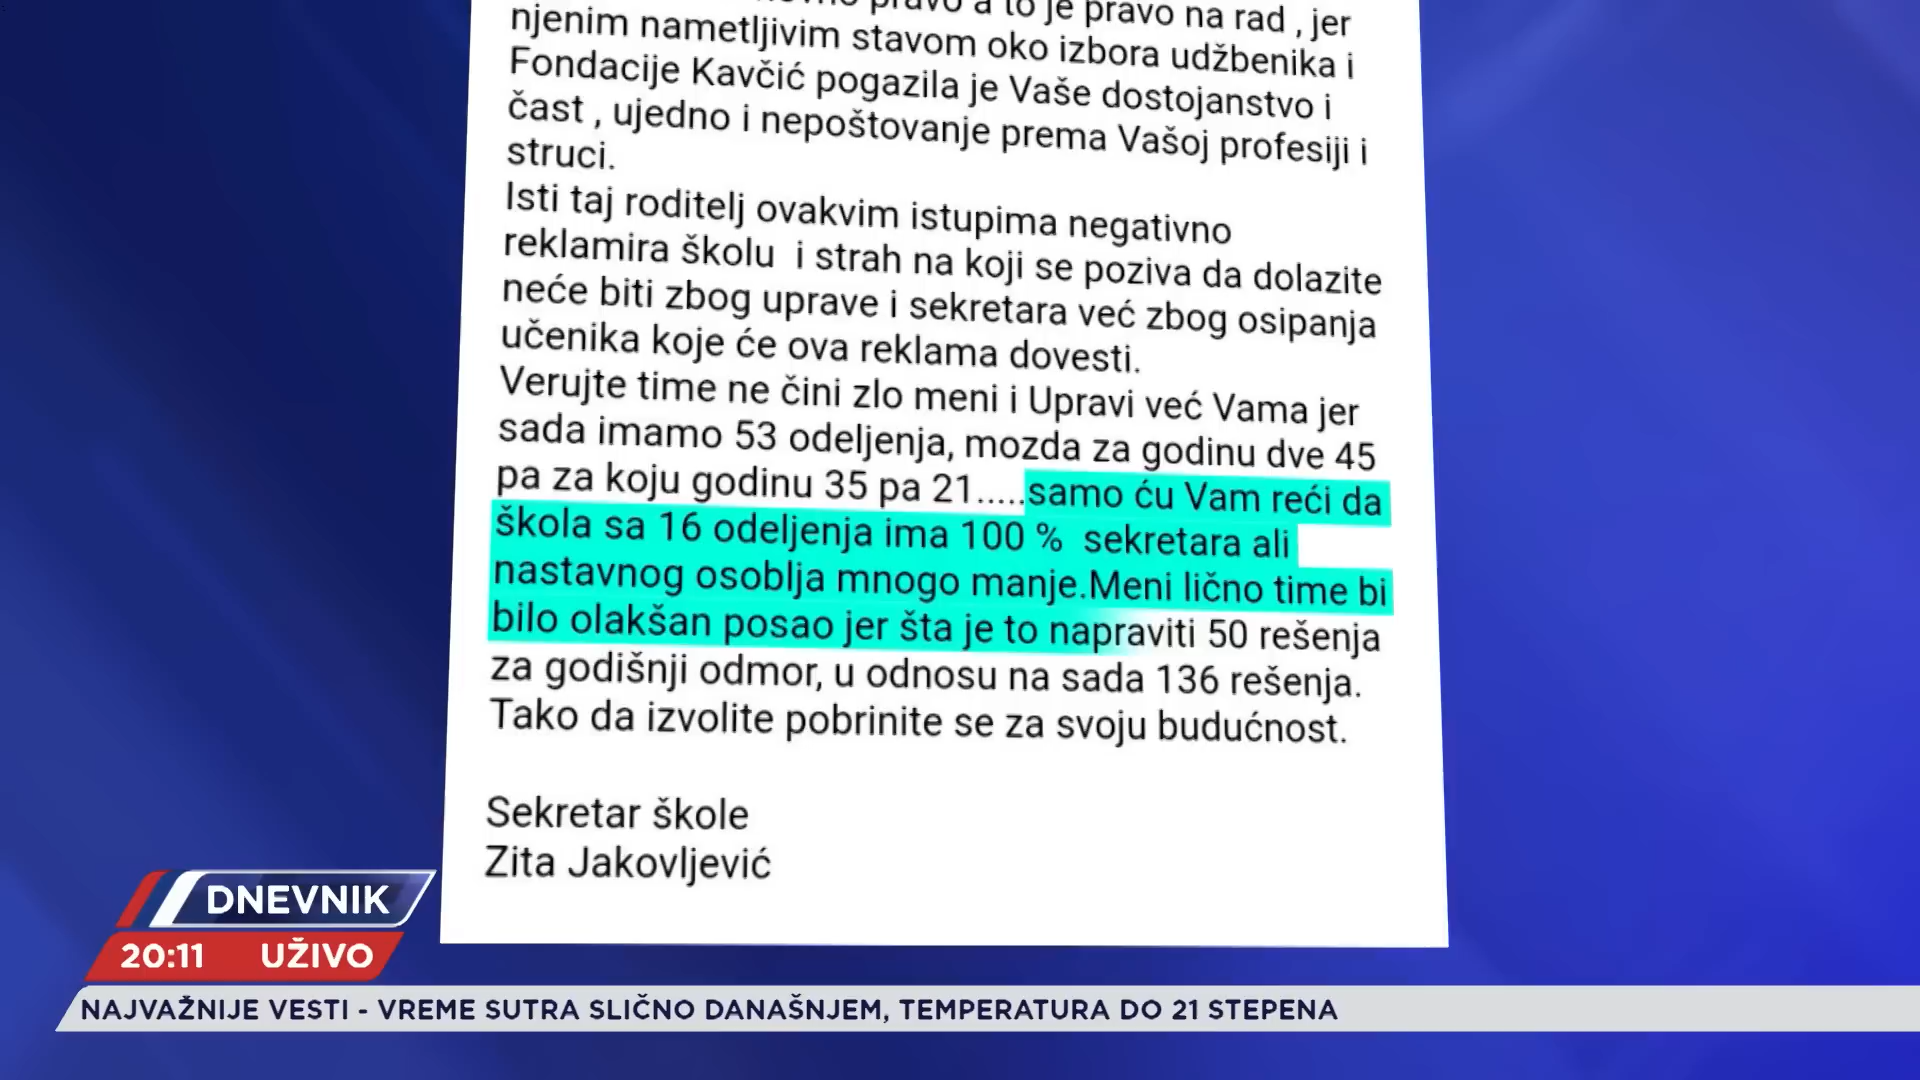 pravo a to je pravo na rad , jer
njenim nametljivim stavom oko izbora udžbenika i
Fondacije Kavčić pogazila je Vaše dostojanstvo i
čast , ujedno i nepoštovanje prema Vašoj profesiji i
struci.
Isti taj roditelj ovakvim istupima negativno
reklamira školu i strah na koji se poziva da dolazite
neće biti zbog uprave i sekretara već zbog osipanja
učenika koje će ova reklama dovesti.
Verujte time ne čini zlo meni i Upravi već Vama jer
sada imamo 53 odeljenja, mozda za godinu dve 45
pa za koju godinu 35 pa 21.....samo ću Vam reći da
škola sa 16 odeljenja ima 100 % sekretara ali
nastavnog osoblja mnogo manje.Meni lično time bi
bilo olakšan posao jer šta je to napraviti 50 rešenja
za godišnji odmor, u odnosu na sada 136 rešenja.
Tako da izvolite pobrinite se za svoju budućnost.
Sekretar škole
Zita Jakovljević
DNEVNIK
20:11 UŽIVO
NAJVAŽNIJE VESTI - VREME SUTRA SLIČNO DANAŠNJEM, TEMPERATURA DO 21 STEPENA